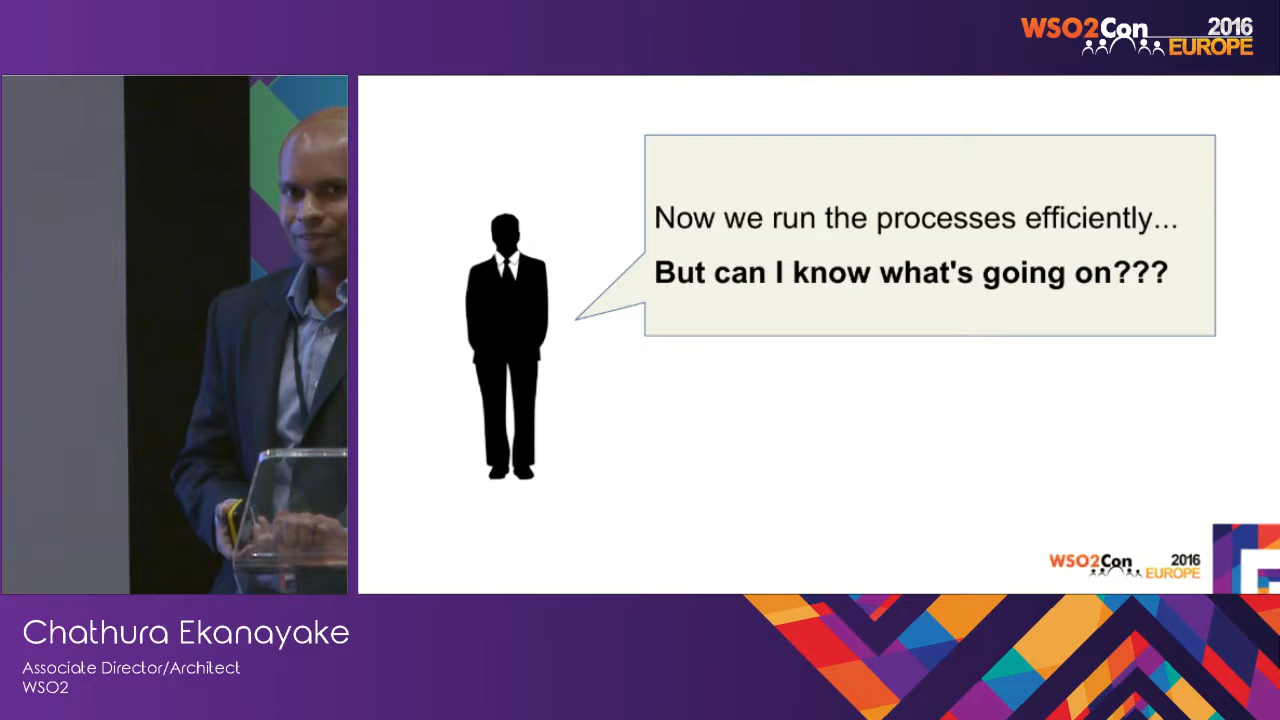 WSO2Con 2016
EUROPE
Now we run the processes efficiently...
But can I know what's going on???
WSO2Con 2016
EUROPE
Chathura Ekanayake
Associate Director/Architect
WSO2